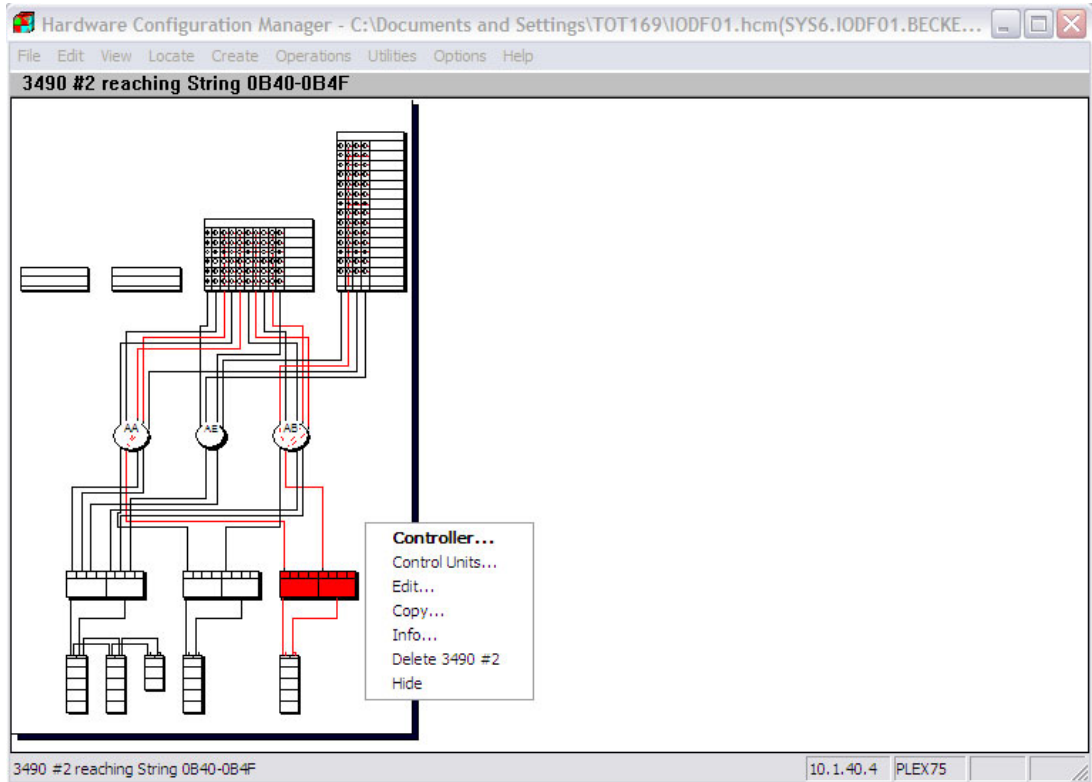 Hardware Configuration Manager - C:\Documents and Settings\TOT169\IODF01.hcm(SYS6.IODF01.BECKE...
File Edit View Locate Create Operations Utilities Options Help
3490 #2 reaching String 0B40-0B4F
AA AE AB
Controller...
Control Units...
Edit...
Copy...
Info...
Delete 3490 #2
Hide
3490 #2 reaching String 0B40-0B4F 10.1.40.4 PLEX75